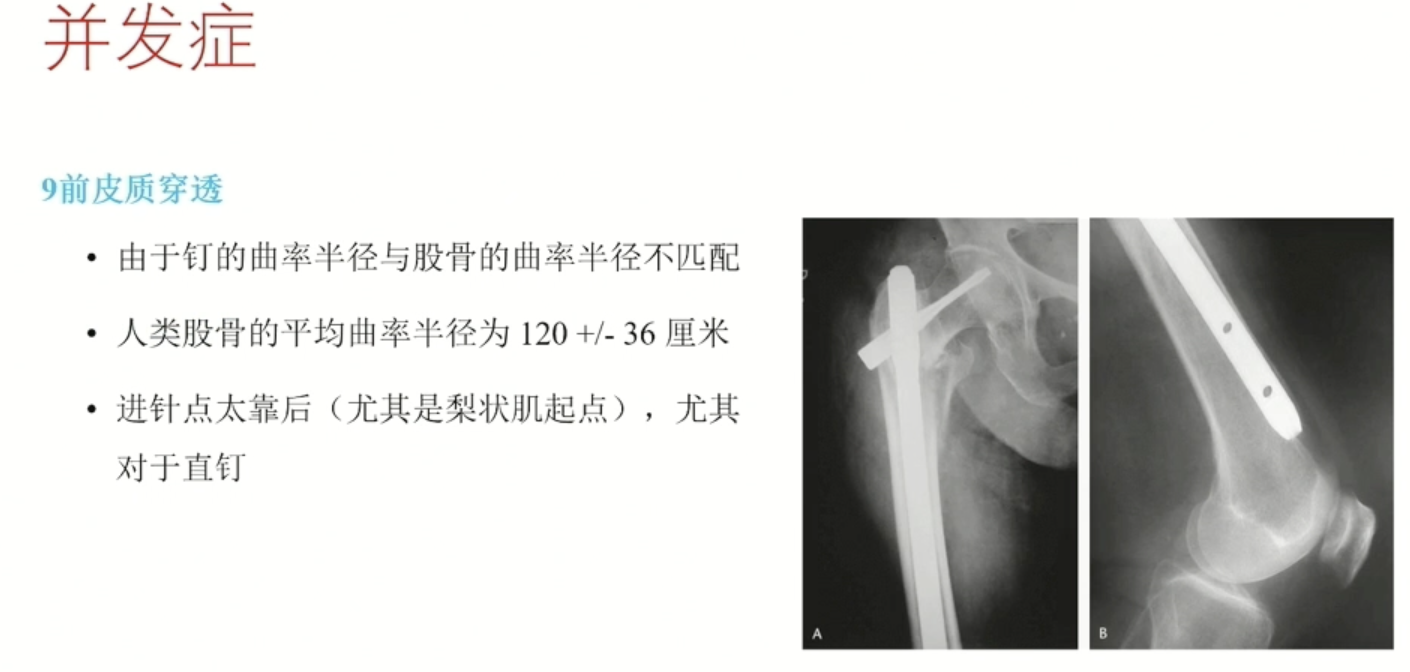 并发症
9前皮质穿透
• 由于钉的曲率半径与股骨的曲率半径不匹配
• 人类股骨的平均曲率半径为 120 +/- 36 厘米
• 进针点太靠后（尤其是梨状肌起点），尤其
对于直钉
A
B